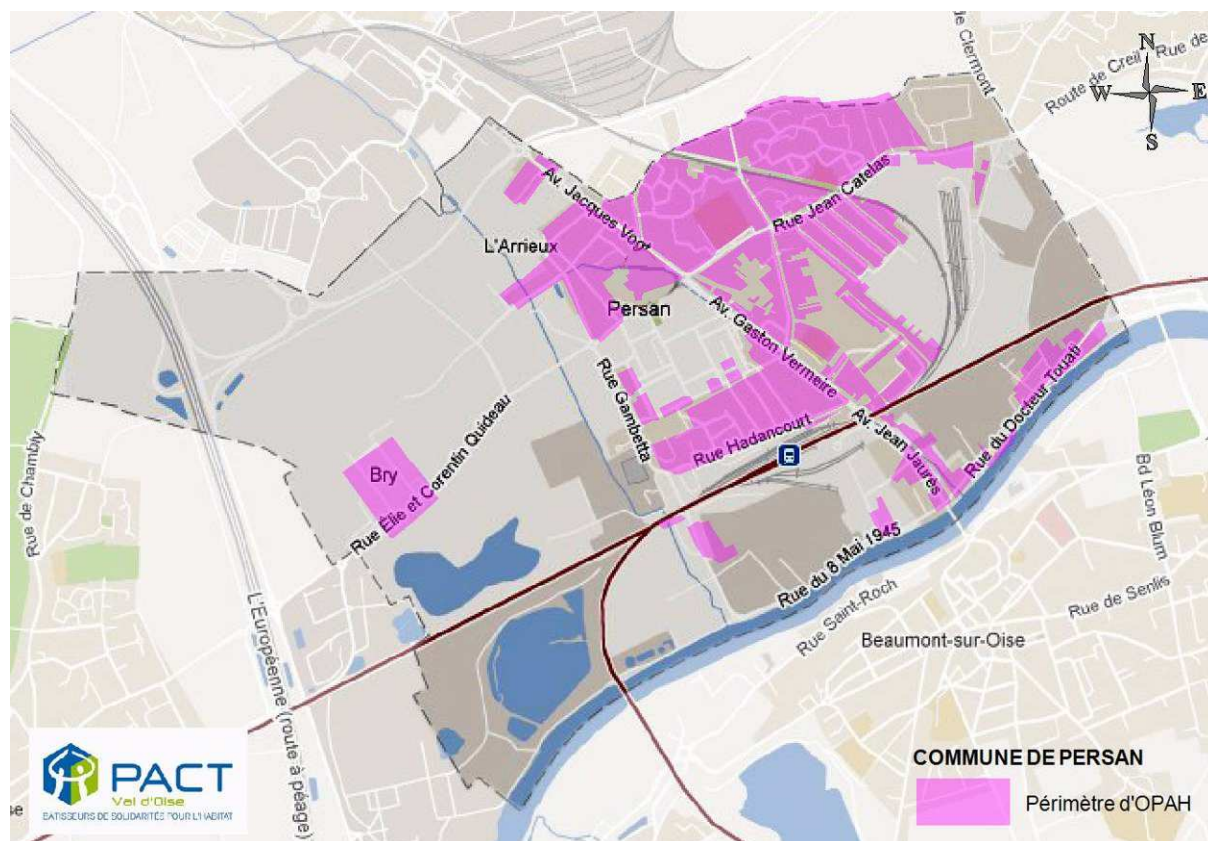 de Clermont
Route de Creil
Rue de
N
W
E
S
Av. Jacques Vogt
Rue Jean Catelas
L'Arrieux
Persan
Av. Gaston Vermeire
Rue Gambetta
Rue du Docteur Touati
Rue Hadancourt
Av. Jean Jaurès
Bry
Rue Élie et Corentin Quideau
Rue de Chambly
Bd Léon Blum
Rue du 8 Mai 1945
Rue Saint-Roch
Rue de Senlis
Beaumont-sur-Oise
L'Européenne (route à péage)
PACT
Val d'Oise
BATISSEURS DE SOLIDARITÉS POUR L'HABITAT
se
COMMUNE DE PERSAN
Périmètre d'OPAH